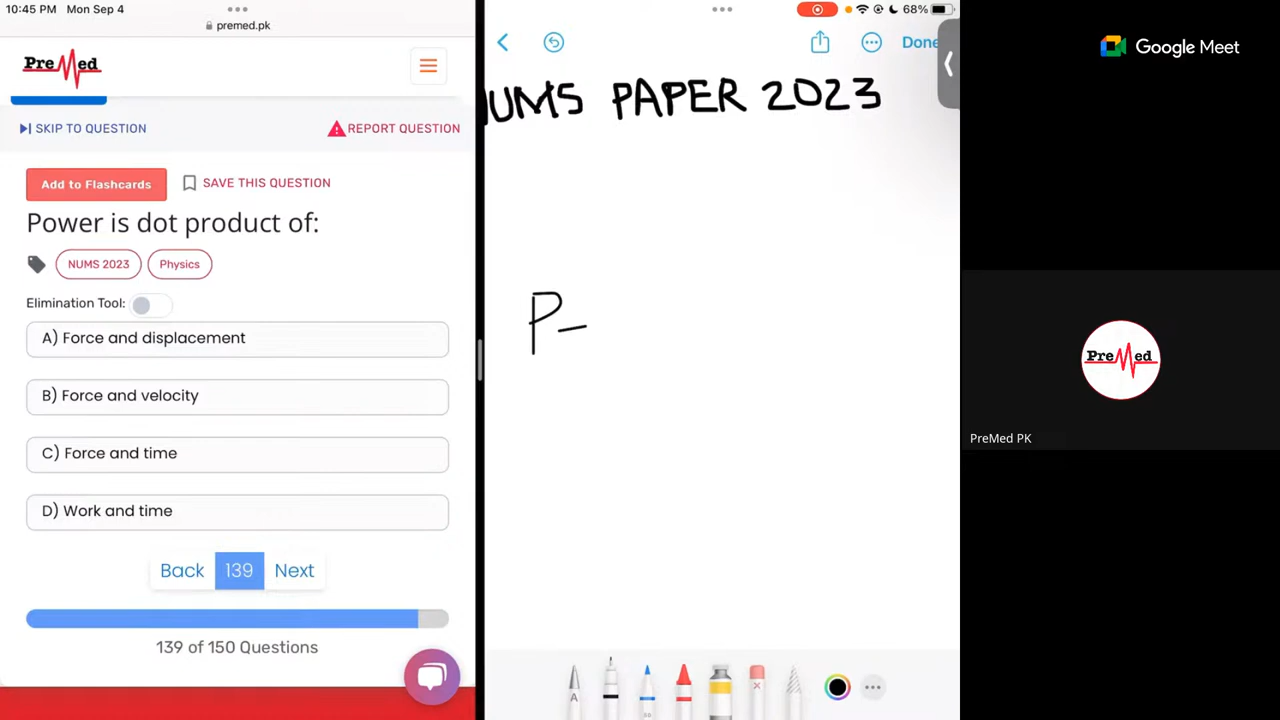 10:45 PM Mon Sep 4
premed.pk
68%
PreMed
Done
Google Meet
NUMS PAPER 2023
SKIP TO QUESTION
REPORT QUESTION
Add to Flashcards
SAVE THIS QUESTION
Power is dot product of:
NUMS 2023
Physics
Elimination Tool:
A) Force and displacement
B) Force and velocity
C) Force and time
D) Work and time
P-
PreMed
PreMed PK
Back
139
Next
139 of 150 Questions
A